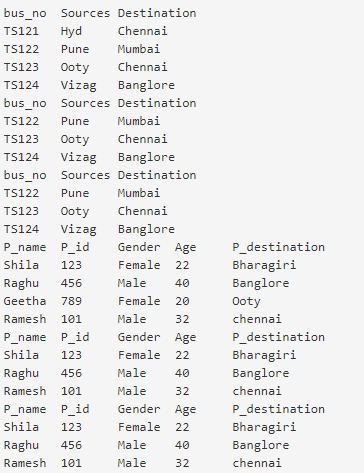 bus_no Sources Destination
TS121 Hyd Chennai
TS122 Pune Mumbai
TS123 Ooty Chennai
TS124 Vizag Banglore
bus_no Sources Destination
TS122 Pune Mumbai
TS123 Ooty Chennai
TS124 Vizag Banglore
bus_no Sources Destination
TS122 Pune Mumbai
TS123 Ooty Chennai
TS124 Vizag Banglore
P_name P_id Gender Age P_destination
Shila 123 Female 22 Bharagiri
Raghu 456 Male 40 Banglore
Geetha 789 Female 20 Ooty
Ramesh 101 Male 32 chennai
P_name P_id Gender Age P_destination
Shila 123 Female 22 Bharagiri
Raghu 456 Male 40 Banglore
Ramesh 101 Male 32 chennai
P_name P_id Gender Age P_destination
Shila 123 Female 22 Bharagiri
Raghu 456 Male 40 Banglore
Ramesh 101 Male 32 chennai